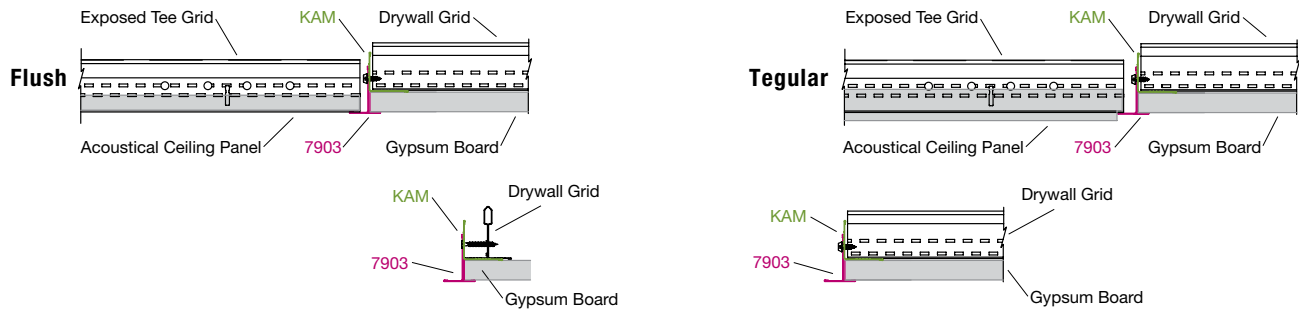 Exposed Tee Grid
KAM
Drywall Grid
Flush
Acoustical Ceiling Panel
7903
Gypsum Board
Exposed Tee Grid
KAM
Drywall Grid
Tegular
Acoustical Ceiling Panel
7903
Gypsum Board
KAM
Drywall Grid
7903
Gypsum Board
KAM
Drywall Grid
7903
Gypsum Board